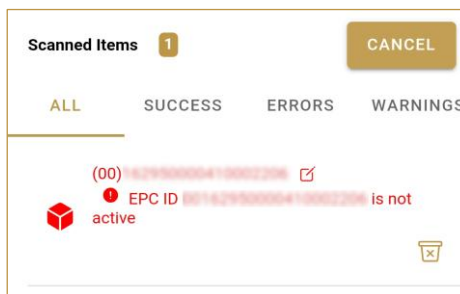 Scanned Items 1 CANCEL
ALL SUCCESS ERRORS WARNINGS
(00)
EPC ID is not
active